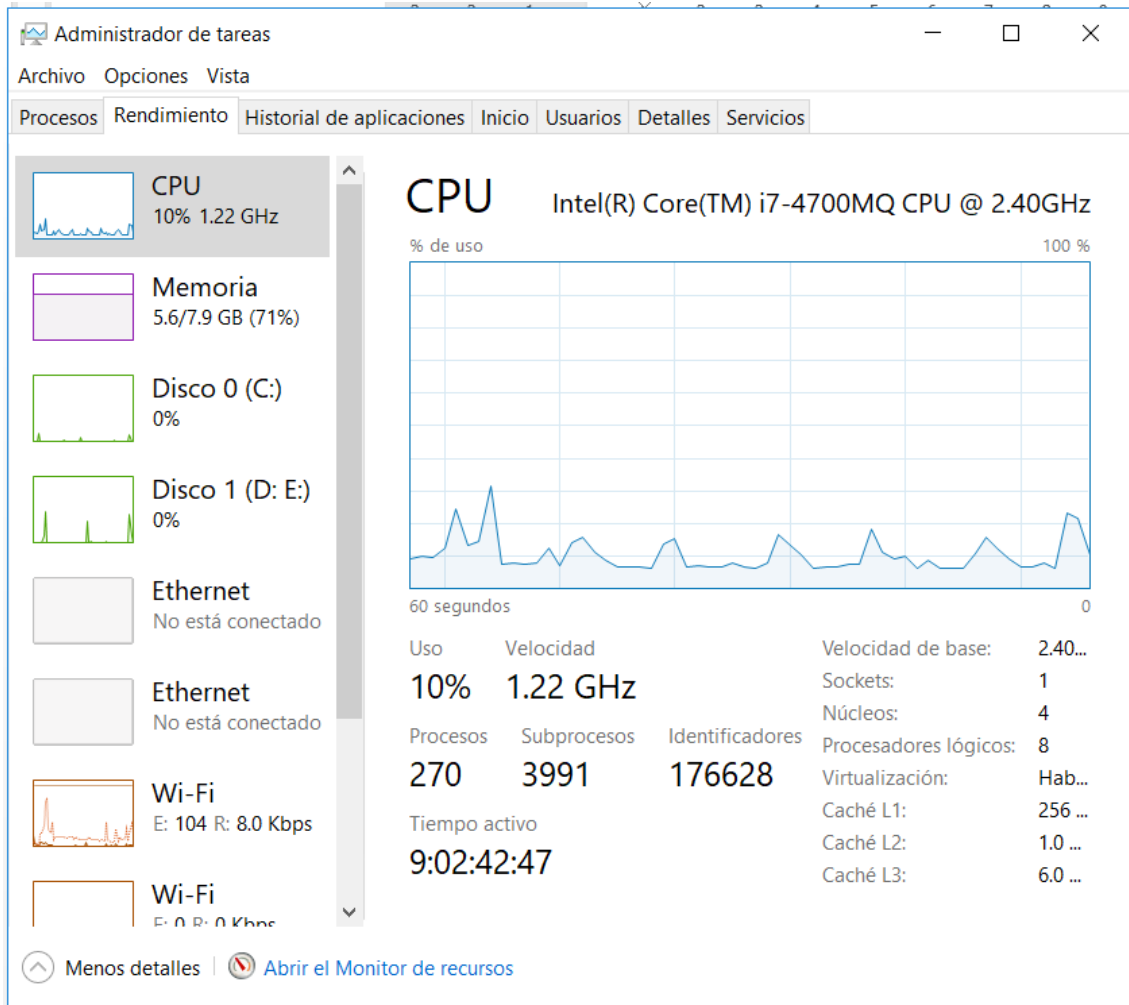 Administrador de tareas
Archivo Opciones Vista
Procesos Rendimiento Historial de aplicaciones Inicio Usuarios Detalles Servicios
CPU
10% 1.22 GHz
Memoria
5.6/7.9 GB (71%)
Disco 0 (C:)
0%
Disco 1 (D: E:)
0%
Ethernet
No está conectado
Ethernet
No está conectado
Wi-Fi
E: 104 R: 8.0 Kbps
Wi-Fi
E: 0 R: 0 Kbps
CPU Intel(R) Core(TM) i7-4700MQ CPU @ 2.40GHz
% de uso 100 %
60 segundos 0
Uso Velocidad
10% 1.22 GHz
Procesos Subprocesos Identificadores
270 3991 176628
Tiempo activo
9:02:42:47
Velocidad de base: 2.40...
Sockets: 1
Núcleos: 4
Procesadores lógicos: 8
Virtualización: Hab...
Caché L1: 256 ...
Caché L2: 1.0 ...
Caché L3: 6.0 ...
Menos detalles Abrir el Monitor de recursos